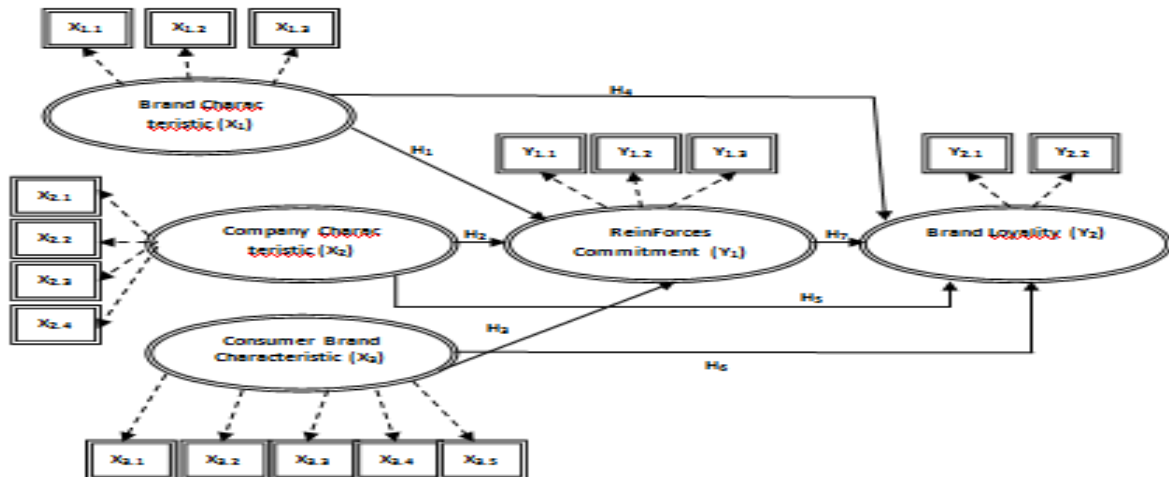 X1.1 X1.2 X1.3
Brand Charac
teristic (X1)
H4
H1
Y1.1 Y1.2 Y1.3
Y2.1 Y2.2
X2.1
X2.2
X2.3
X2.4
Company Charac
teristic (X2)
H2
ReinForces
Commitment (Y1)
H7
Brand Loyality (Y2)
H5
H3
Consumer Brand
Characteristic (X3)
H6
X3.1 X3.2 X3.3 X3.4 X3.5